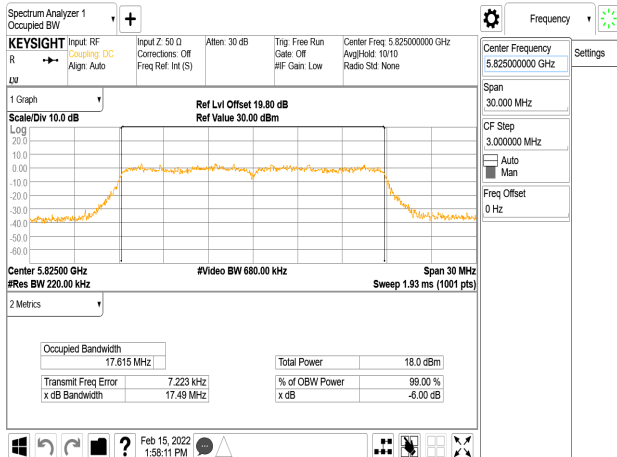 Spectrum Analyzer 1
Occupied BW
Frequency
KEYSIGHT
R
Input: RF
Coupling: DC
Align: Auto
Input Z: 50 Ω
Corrections: Off
Freq Ref: Int (S)
Atten: 30 dB
Trig: Free Run
Gate: Off
#IF Gain: Low
Center Freq: 5.825000000 GHz
Avg|Hold: 10/10
Radio Std: None
Center Frequency
5.825000000 GHz
Settings
Span
30.000 MHz
CF Step
3.000000 MHz
Auto
Man
Freq Offset
0 Hz
1 Graph
Scale/Div 10.0 dB
Ref Lvl Offset 19.80 dB
Ref Value 30.00 dBm
Log
20.0
10.0
0.00
-10.0
-20.0
-30.0
-40.0
-50.0
-60.0
Center 5.82500 GHz
#Res BW 220.00 kHz
#Video BW 680.00 kHz
Span 30 MHz
Sweep 1.93 ms (1001 pts)
2 Metrics
Occupied Bandwidth
17.615 MHz
Total Power 18.0 dBm
Transmit Freq Error 7.223 kHz
% of OBW Power 99.00 %
x dB Bandwidth 17.49 MHz
x dB -6.00 dB
?
Feb 15, 2022
1:58:11 PM